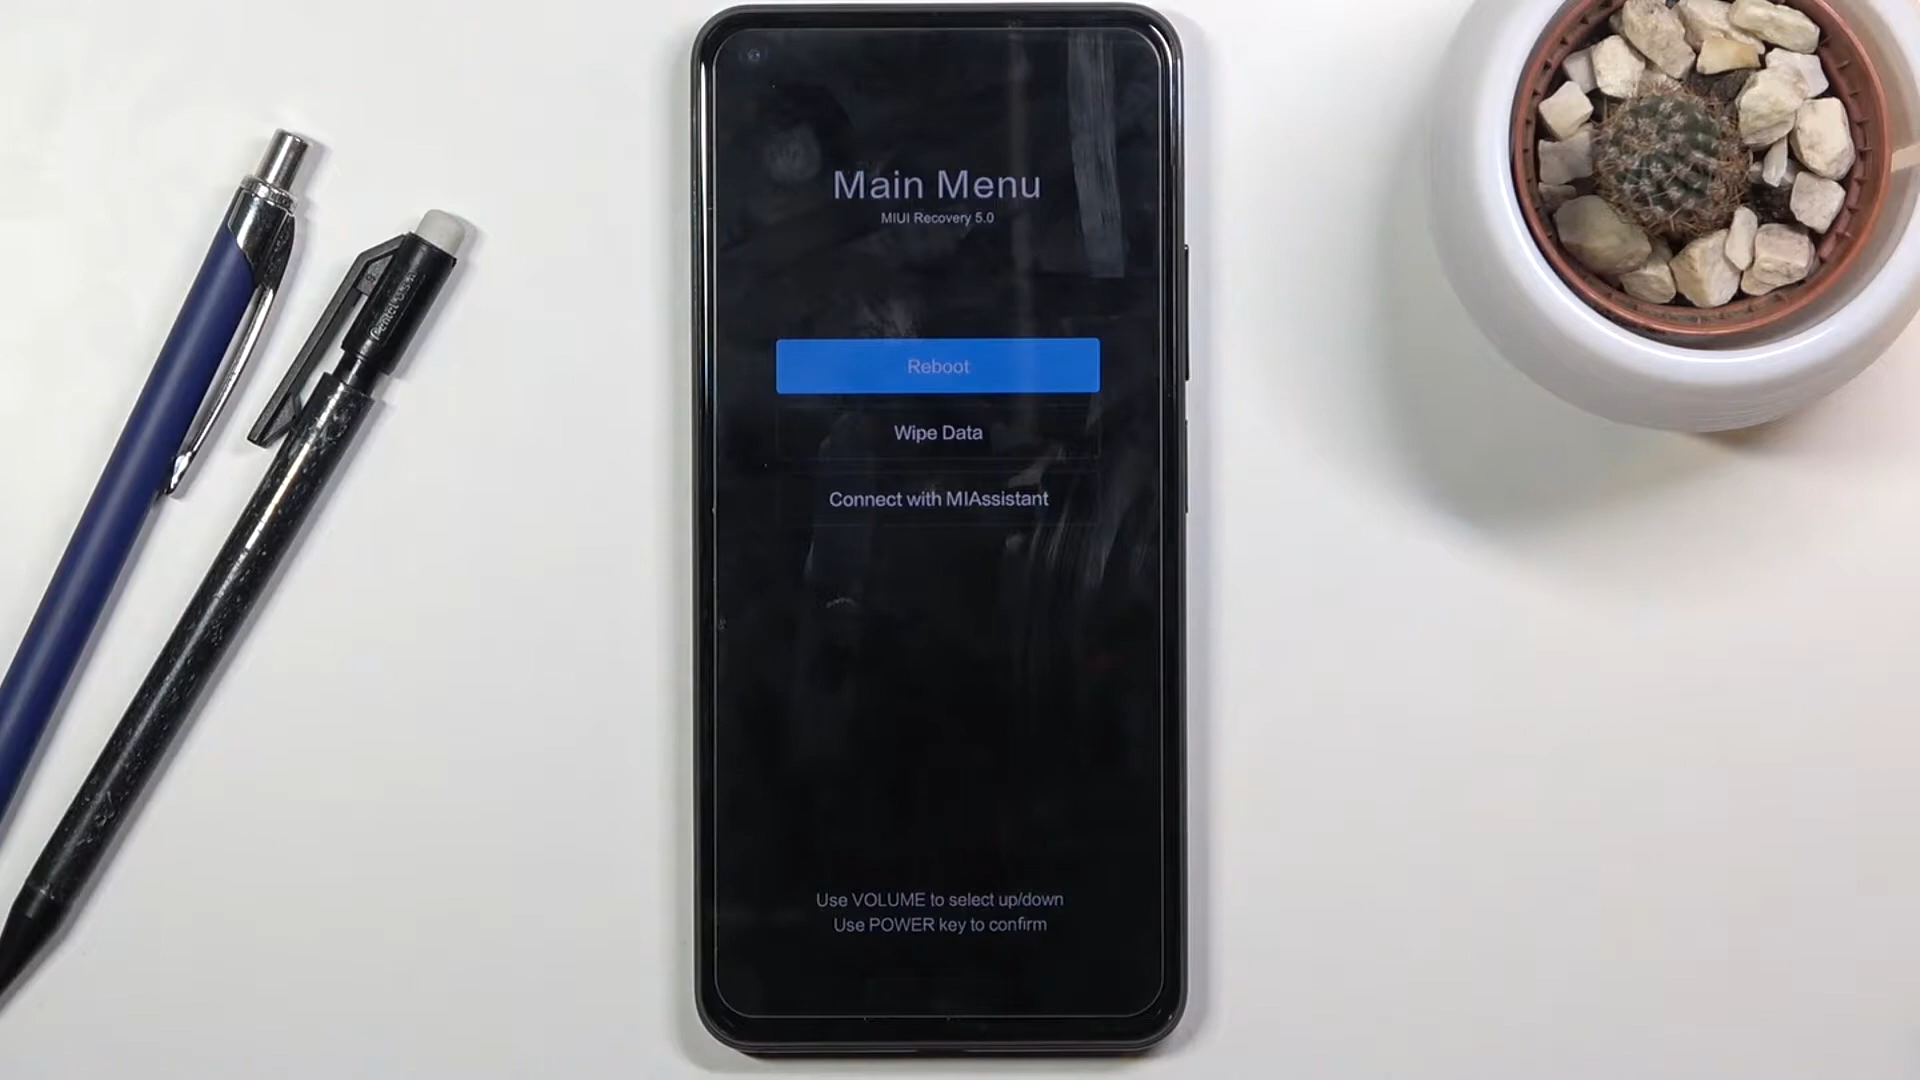 Main Menu
MIUI Recovery 5.0
Reboot
Wipe Data
Connect with MIAssistant
Use VOLUME to select up/down
Use POWER key to confirm
Pentel